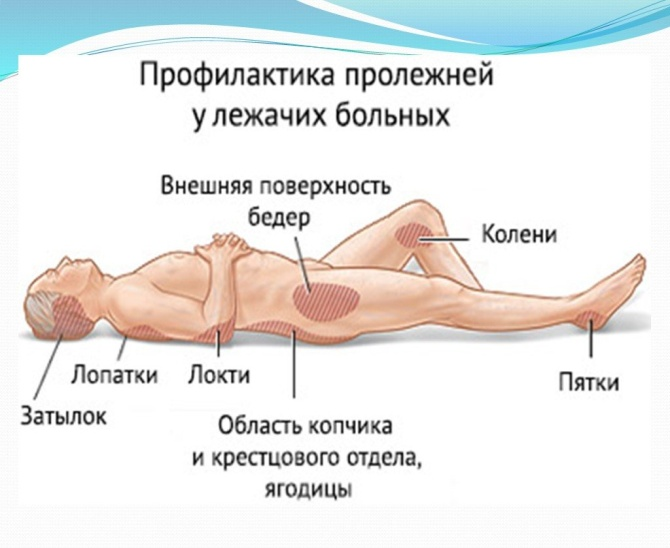 Профилактика пролежней
у лежачих больных
Внешняя поверхность
бедер
Колени
Лопатки
Локти
Пятки
Затылок
Область копчика
и крестцового отдела,
ягодицы